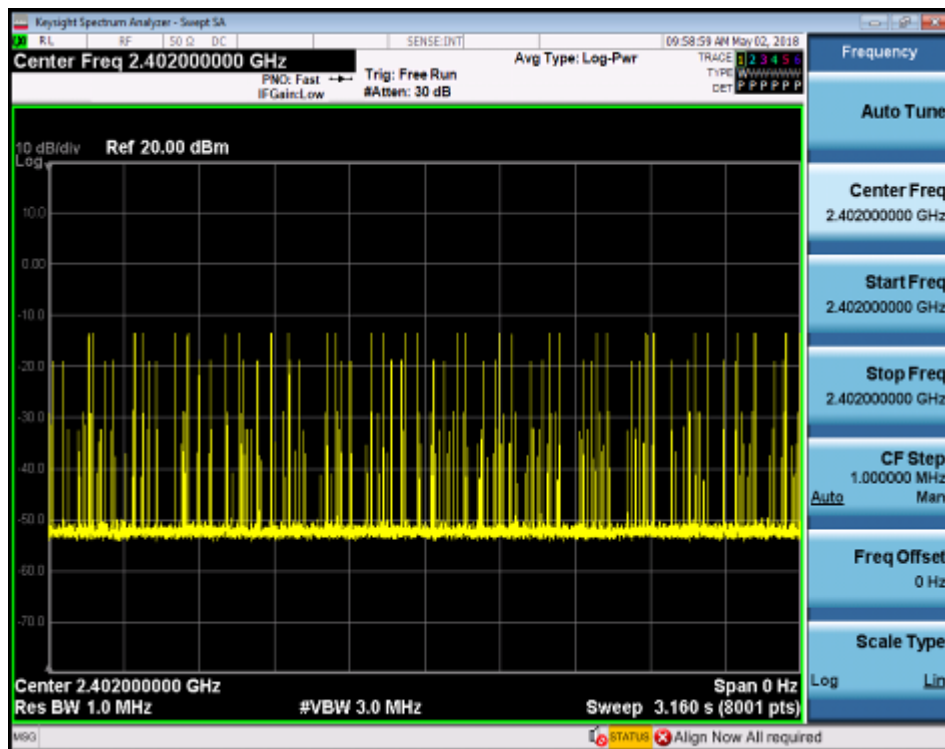 Keysight Spectrum Analyzer - Swept SA
RL RF 50 Ω DC SENSE:INT 09:58:59 AM May 02, 2018
Center Freq 2.402000000 GHz Avg Type: Log-Pwr TRACE 1 2 3 4 5 6
PNO: Fast Trig: Free Run TYPE WWWWWW
IFGain:Low #Atten: 30 dB DET P P P P P P
Frequency
Auto Tune
10 dB/div Ref 20.00 dBm
Log
10.0
0.00
-10.0
-20.0
-30.0
-40.0
-50.0
-60.0
-70.0
Center 2.402000000 GHz Span 0 Hz
Res BW 1.0 MHz #VBW 3.0 MHz Sweep 3.160 s (8001 pts)
Center Freq
2.402000000 GHz
Start Freq
2.402000000 GHz
Stop Freq
2.402000000 GHz
CF Step
1.000000 MHz
Auto Man
Freq Offset
0 Hz
Scale Type
Log Lin
MSG STATUS Align Now All required